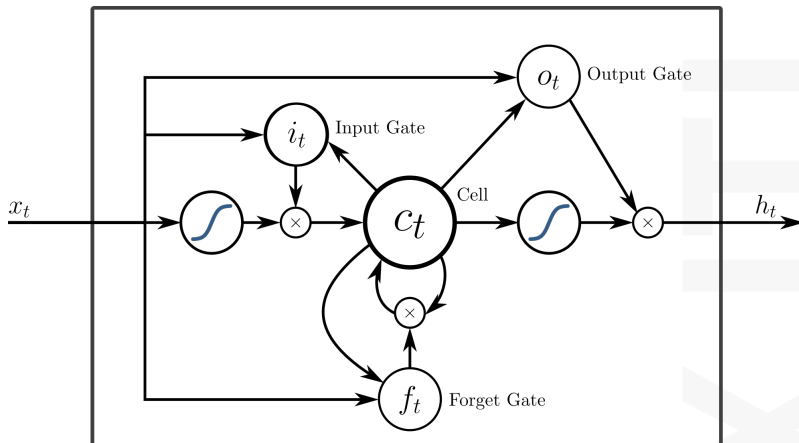 o_t Output Gate
i_t Input Gate
x_t
×
c_t
Cell
×
h_t
×
f_t Forget Gate